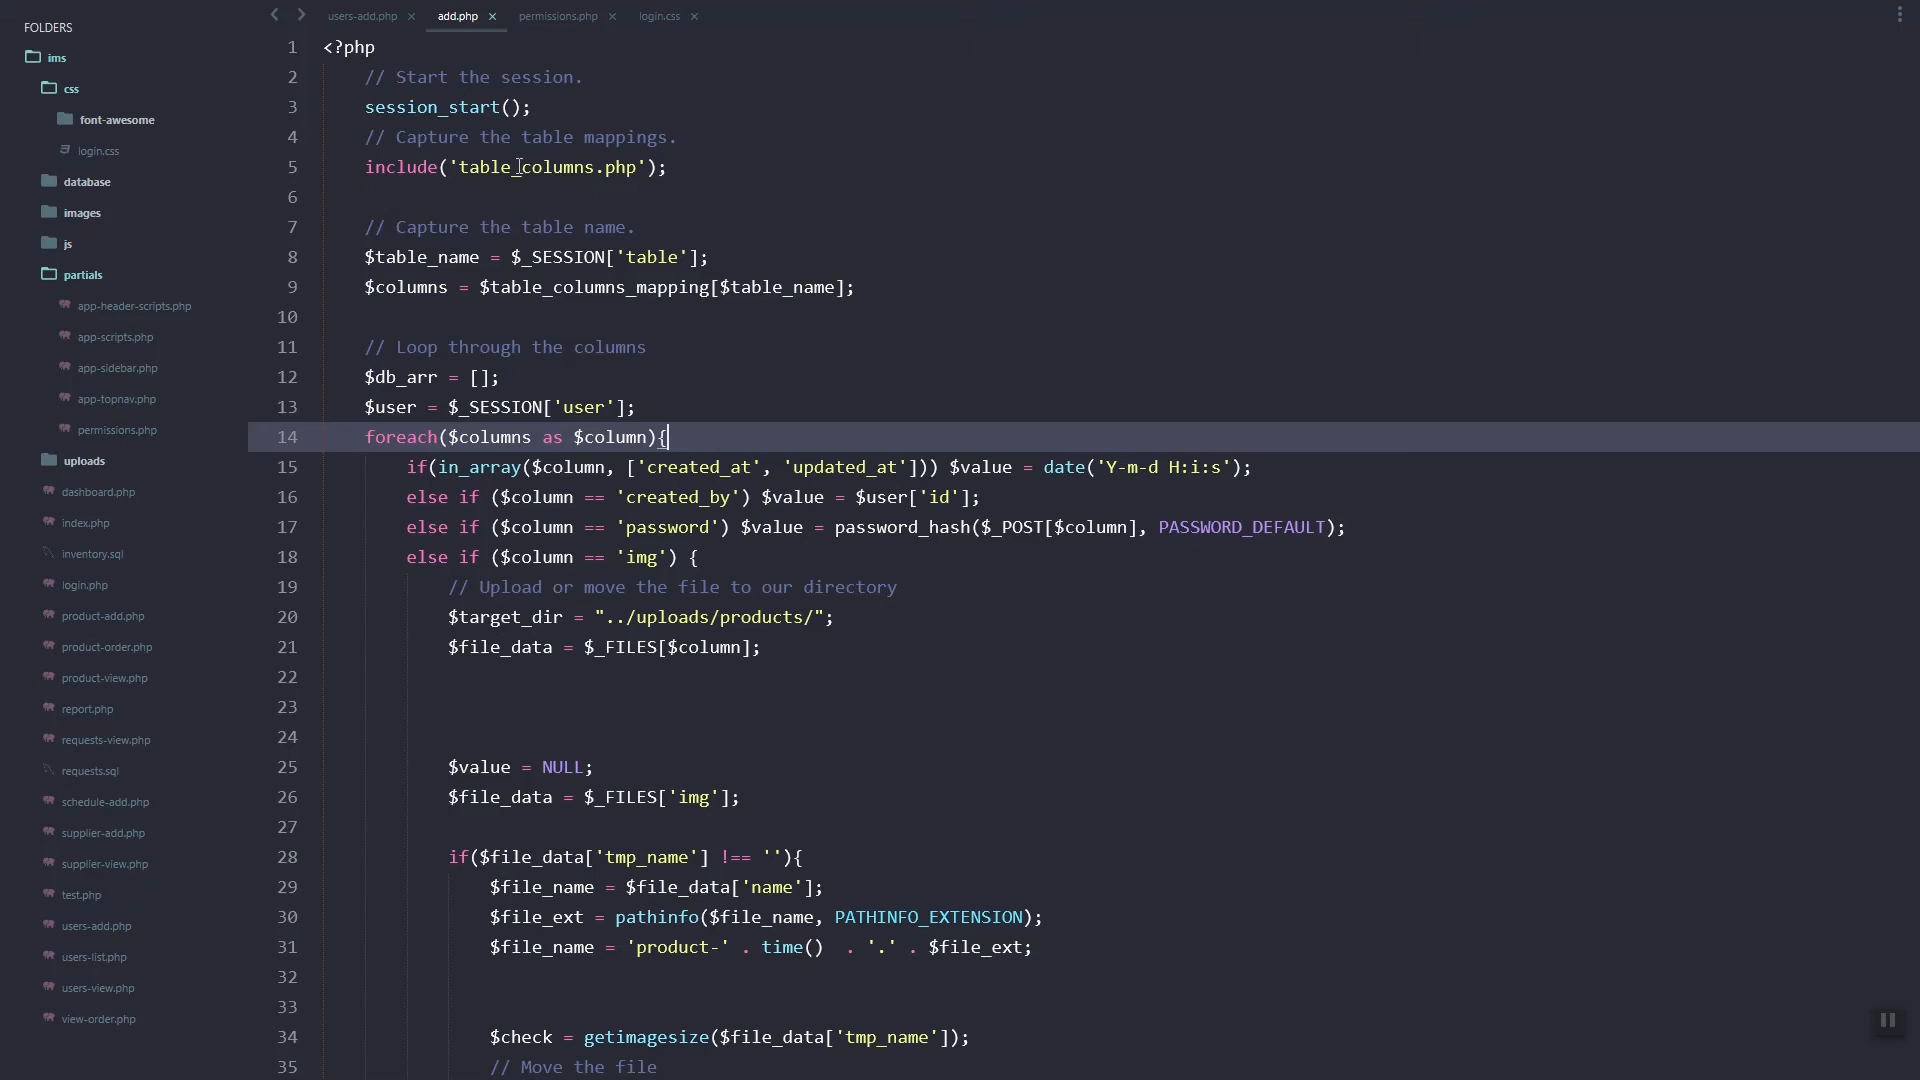 FOLDERS
ims
css
font-awesome
login.css
database
images
js
partials
app-header-scripts.php
app-scripts.php
app-sidebar.php
app-topnav.php
permissions.php
uploads
dashboard.php
index.php
inventory.sql
login.php
product-add.php
product-order.php
product-view.php
report.php
requests-view.php
requests.sql
schedule-add.php
supplier-add.php
supplier-view.php
test.php
users-add.php
users-list.php
users-view.php
view-order.php
users-add.php × add.php × permissions.php × login.css ×
1 <?php
2 // Start the session.
3 session_start();
4 // Capture the table mappings.
5 include('table_columns.php');
6
7 // Capture the table name.
8 $table_name = $_SESSION['table'];
9 $columns = $table_columns_mapping[$table_name];
10
11 // Loop through the columns
12 $db_arr = [];
13 $user = $_SESSION['user'];
14 foreach($columns as $column){
15 if(in_array($column, ['created_at', 'updated_at'])) $value = date('Y-m-d H:i:s');
16 else if ($column == 'created_by') $value = $user['id'];
17 else if ($column == 'password') $value = password_hash($_POST[$column], PASSWORD_DEFAULT);
18 else if ($column == 'img') {
19 // Upload or move the file to our directory
20 $target_dir = "../uploads/products/";
21 $file_data = $_FILES[$column];
22
23
24
25 $value = NULL;
26 $file_data = $_FILES['img'];
27
28 if($file_data['tmp_name'] !== ''){
29 $file_name = $file_data['name'];
30 $file_ext = pathinfo($file_name, PATHINFO_EXTENSION);
31 $file_name = 'product-' . time()  . '.' . $file_ext;
32
33
34 $check = getimagesize($file_data['tmp_name']);
35 // Move the file